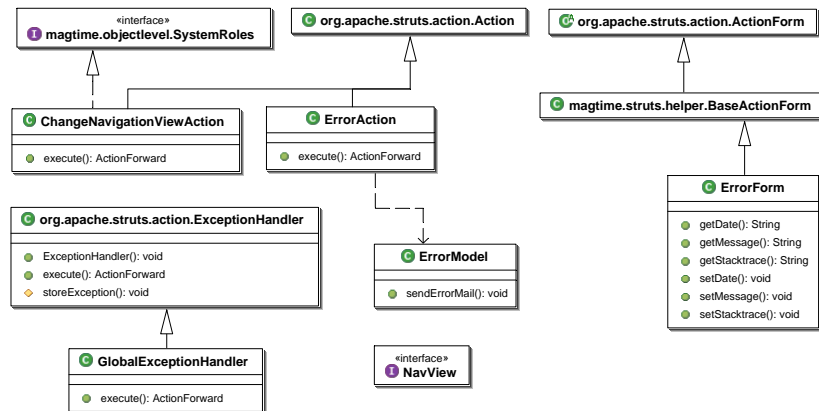 «interface»
I magtime.objectlevel.SystemRoles
C org.apache.struts.action.Action
C A org.apache.struts.action.ActionForm
C magtime.struts.helper.BaseActionForm
C ChangeNavigationViewAction
execute(): ActionForward
C ErrorAction
execute(): ActionForward
C ErrorForm
getDate(): String
getMessage(): String
getStacktrace(): String
setDate(): void
setMessage(): void
setStacktrace(): void
C org.apache.struts.action.ExceptionHandler
ExceptionHandler(): void
execute(): ActionForward
storeException(): void
C ErrorModel
sendErrorMail(): void
C GlobalExceptionHandler
execute(): ActionForward
«interface»
I NavView